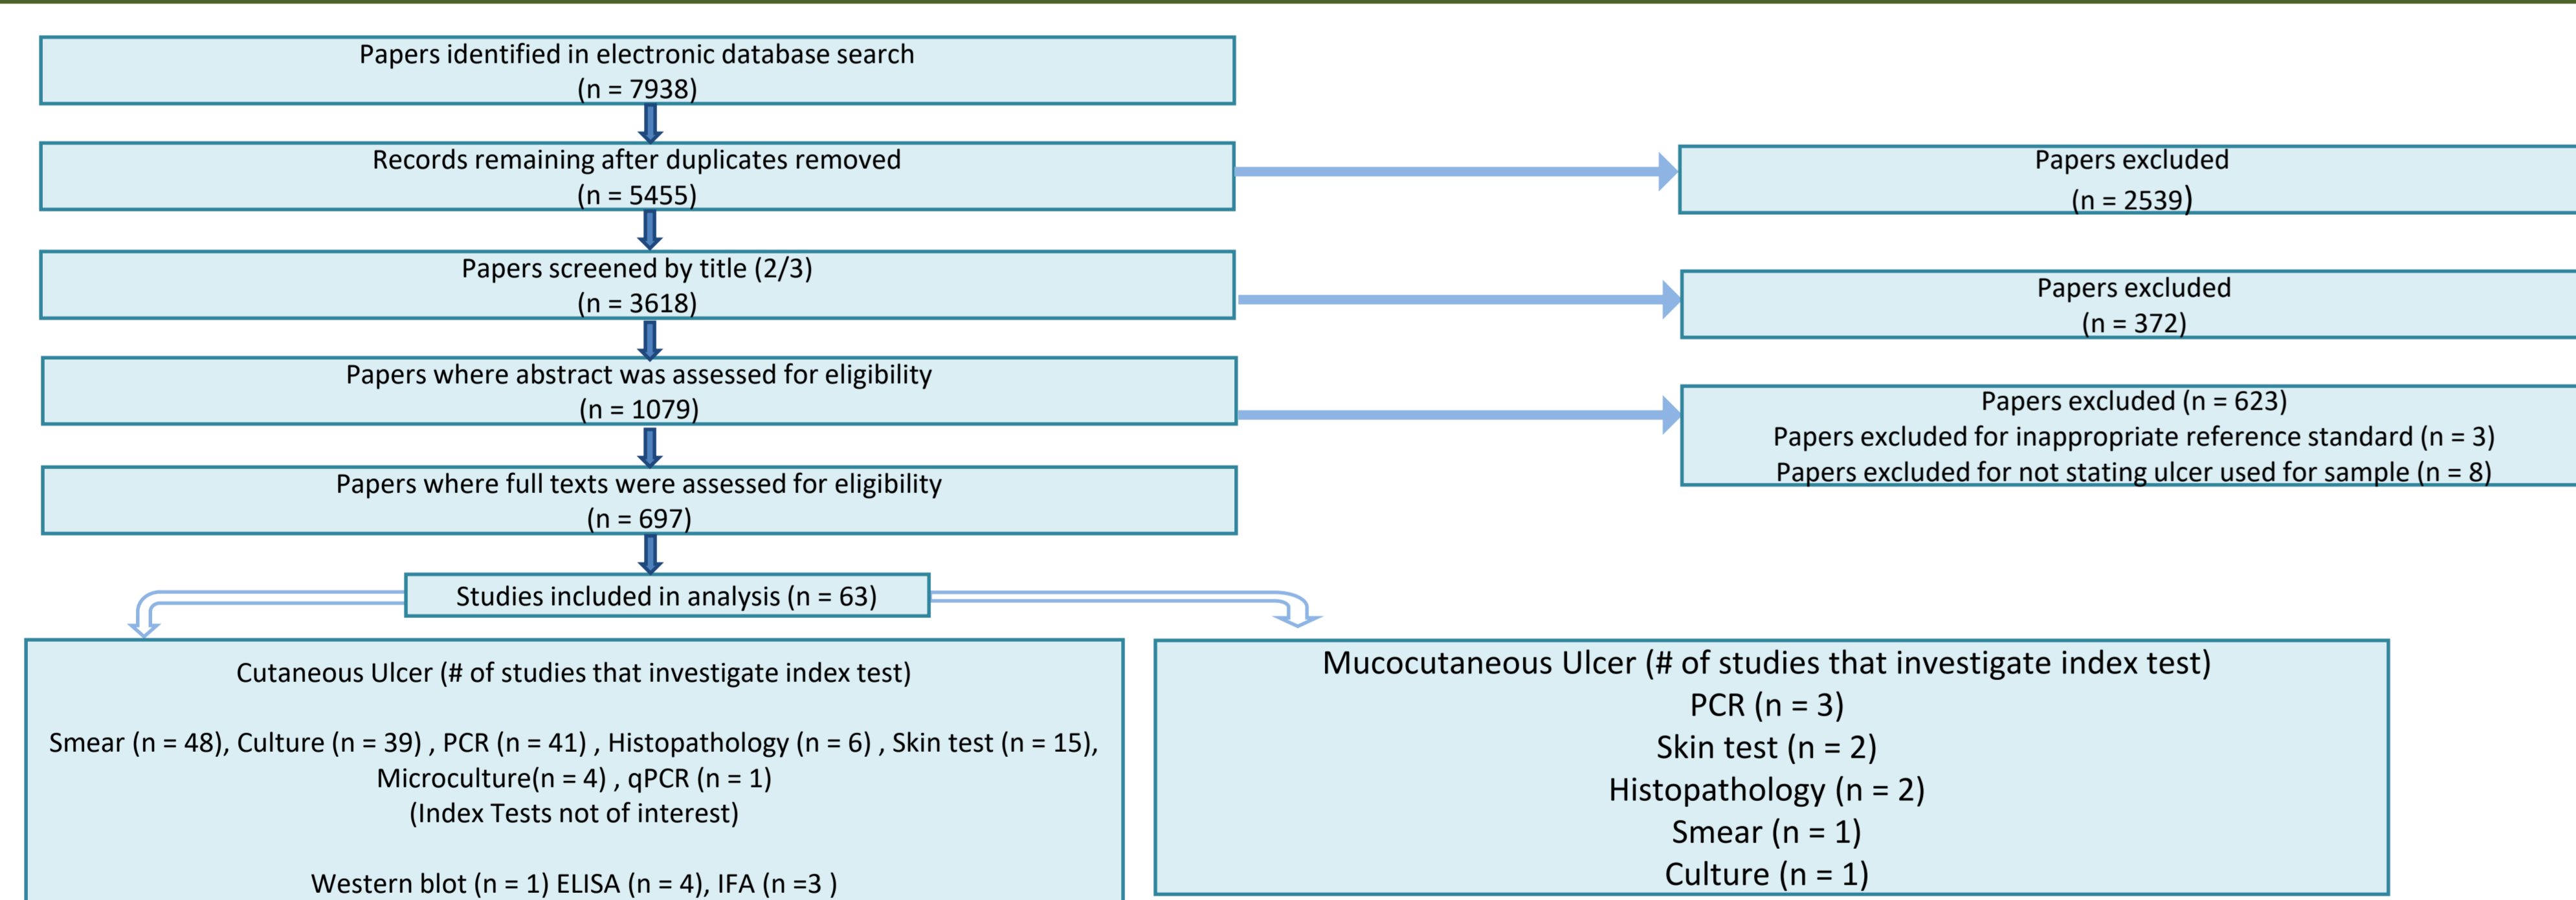 Papers identified in electronic database search
(n = 7938)
Records remaining after duplicates removed
(n = 5455)
Papers excluded
(n = 2539)
Papers screened by title (2/3)
(n = 3618)
Papers excluded
(n = 372)
Papers where abstract was assessed for eligibility
(n = 1079)
Papers excluded (n = 623)
Papers excluded for inappropriate reference standard (n = 3)
Papers excluded for not stating ulcer used for sample (n = 8)
Papers where full texts were assessed for eligibility
(n = 697)
Studies included in analysis (n = 63)
Cutaneous Ulcer (# of studies that investigate index test)
Smear (n = 48), Culture (n = 39) , PCR (n = 41) , Histopathology (n = 6) , Skin test (n = 15),
Microculture(n = 4) , qPCR (n = 1)
(Index Tests not of interest)
Western blot (n = 1) ELISA (n = 4), IFA (n =3 )
Mucocutaneous Ulcer (# of studies that investigate index test)
PCR (n = 3)
Skin test (n = 2)
Histopathology (n = 2)
Smear (n = 1)
Culture (n = 1)